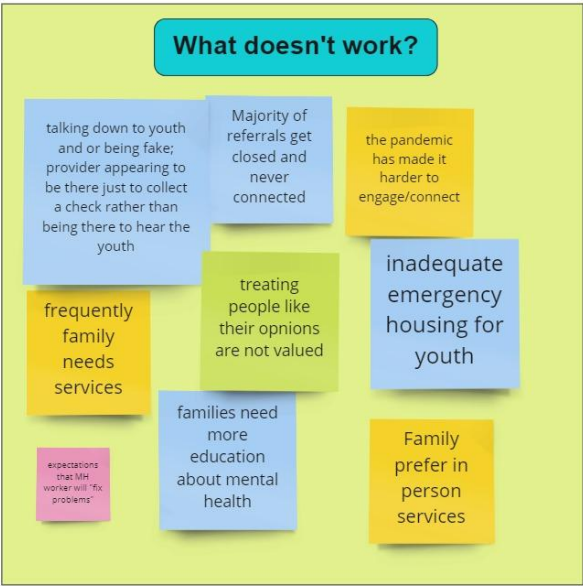 What doesn't work?
talking down to youth
and or being fake;
provider appearing to
be there just to collect
a check rather than
being there to hear the
youth
Majority of
referrals get
closed and
never
connected
the pandemic
has made it
harder to
engage/connect
frequently
family
needs
services
treating
people like
their opnions
are not valued
inadequate
emergency
housing for
youth
expectations
that MH
worker will "fix
problems"
families need
more
education
about mental
health
Family
prefer in
person
services